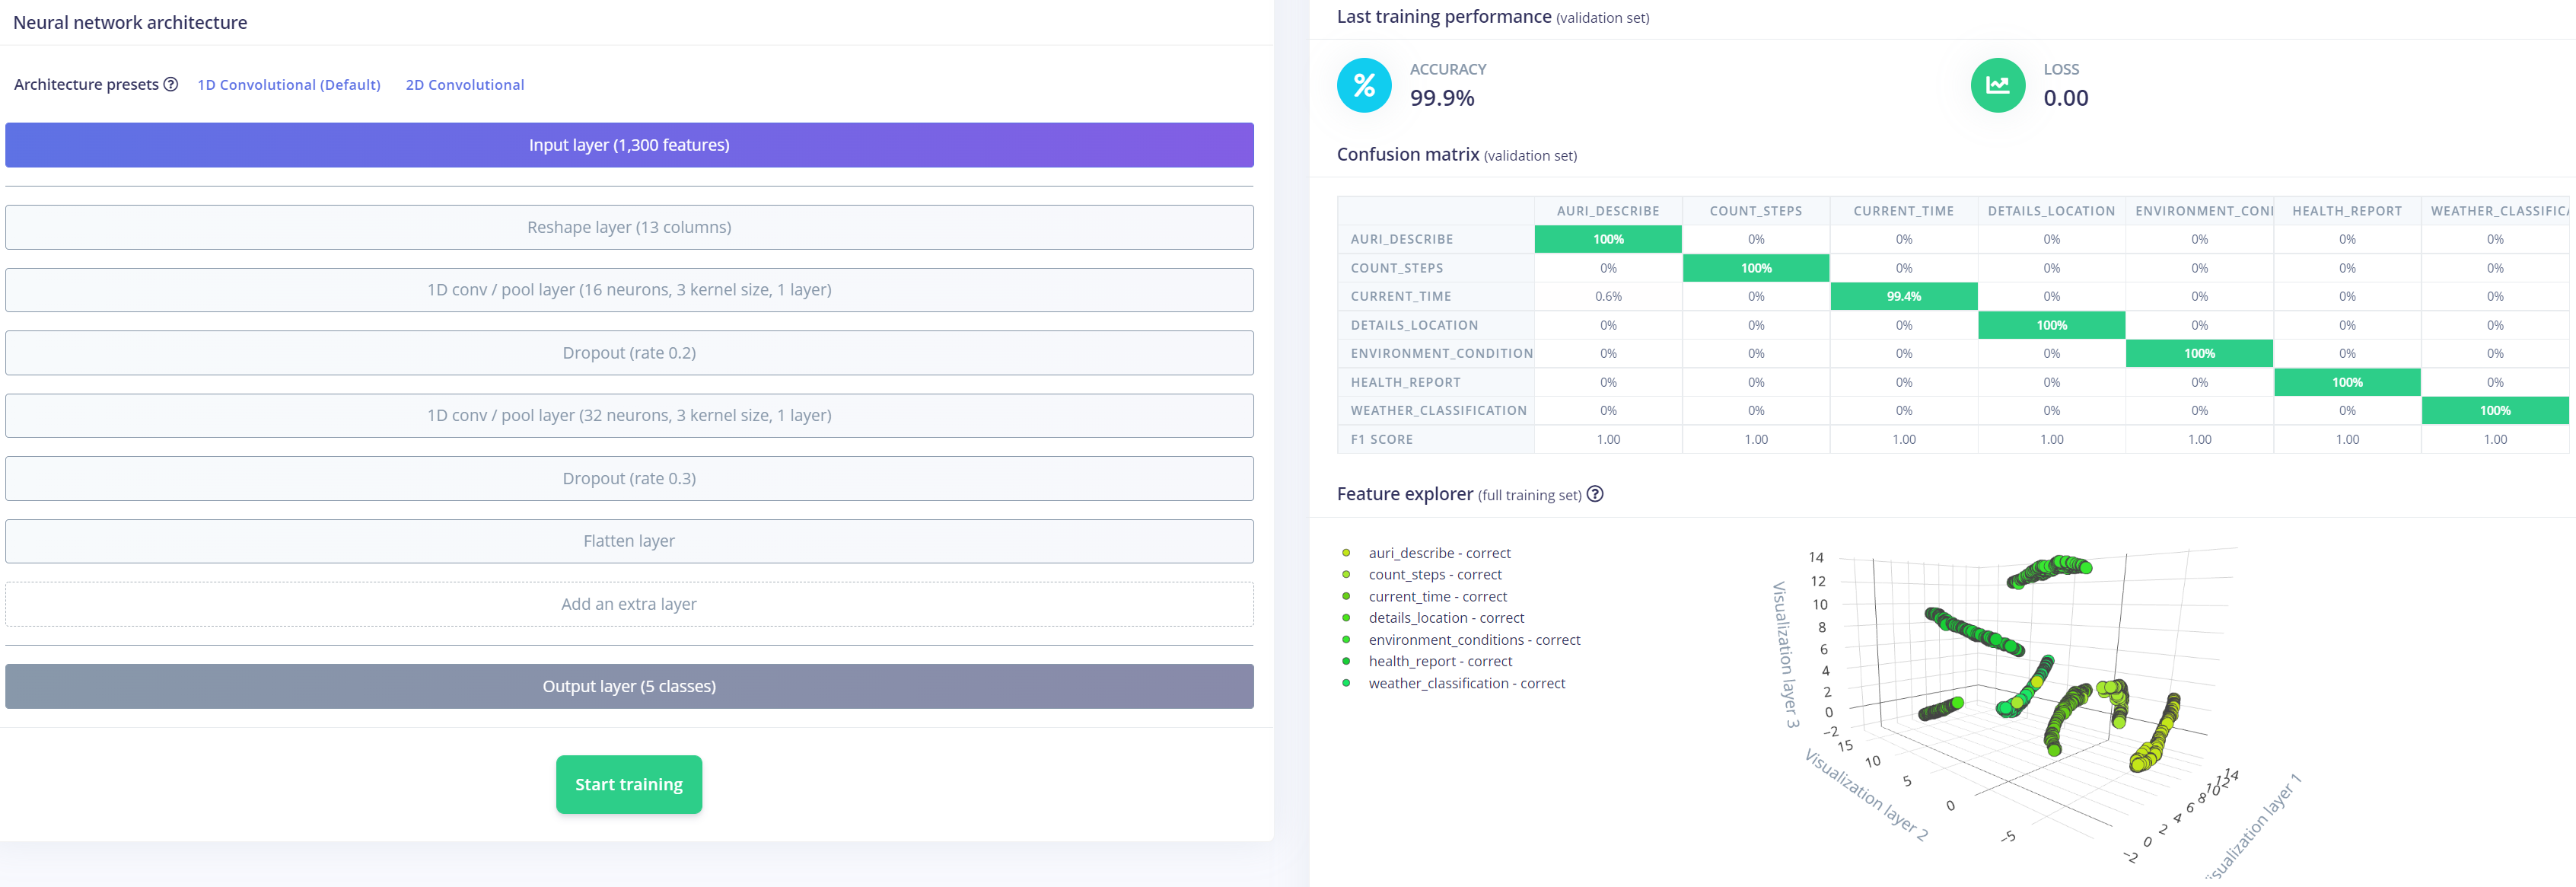 Neural network architecture
Architecture presets 1D Convolutional (Default) 2D Convolutional
Input layer (1,300 features)
Reshape layer (13 columns)
1D conv / pool layer (16 neurons, 3 kernel size, 1 layer)
Dropout (rate 0.2)
1D conv / pool layer (32 neurons, 3 kernel size, 1 layer)
Dropout (rate 0.3)
Flatten layer
Add an extra layer
Output layer (5 classes)
Start training
Last training performance (validation set)
%
ACCURACY
99.9%
LOSS
0.00
Confusion matrix (validation set)
AURI_DESCRIBE COUNT_STEPS CURRENT_TIME DETAILS_LOCATION ENVIRONMENT_CONI HEALTH_REPORT WEATHER_CLASSIFICA
AURI_DESCRIBE 100% 0% 0% 0% 0% 0% 0%
COUNT_STEPS 0% 100% 0% 0% 0% 0% 0%
CURRENT_TIME 0.6% 0% 99.4% 0% 0% 0% 0%
DETAILS_LOCATION 0% 0% 0% 100% 0% 0% 0%
ENVIRONMENT_CONDITION 0% 0% 0% 0% 100% 0% 0%
HEALTH_REPORT 0% 0% 0% 0% 0% 100% 0%
WEATHER_CLASSIFICATION 0% 0% 0% 0% 0% 0% 100%
F1 SCORE 1.00 1.00 1.00 1.00 1.00 1.00 1.00
Feature explorer (full training set)
auri_describe - correct
count_steps - correct
current_time - correct
details_location - correct
environment_conditions - correct
health_report - correct
weather_classification - correct
Visualization layer 3
14
12
10
8
6
4
2
0
−2
Visualization layer 2
15
10
5
0
−5
isualization layer 1
14
12
10
8
6
4
2
0
−2